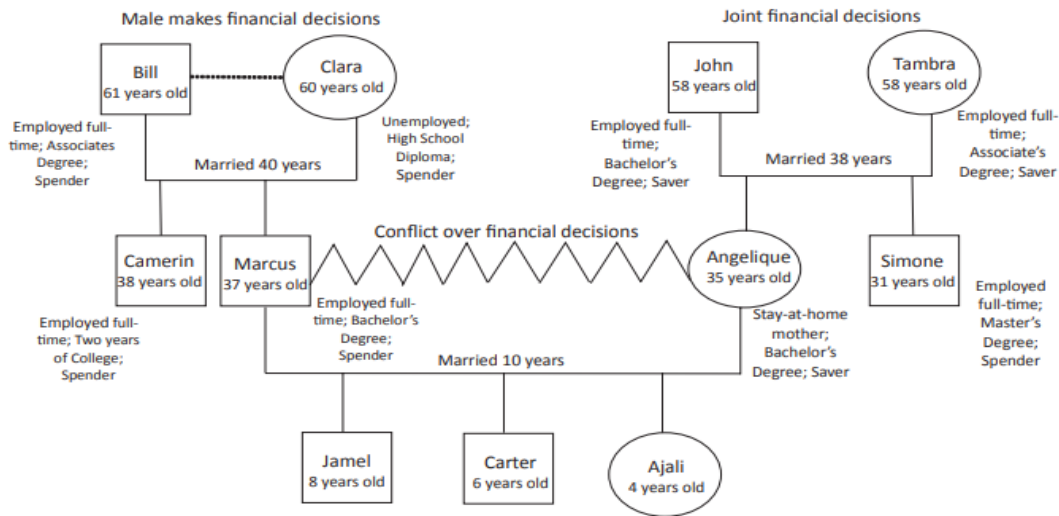 Male makes financial decisions
Joint financial decisions
Bill
61 years old
Clara
60 years old
John
58 years old
Tambra
58 years old
Employed full-
time; Associates
Degree;
Spender
Unemployed;
High School
Diploma;
Spender
Married 40 years
Employed full-
time;
Bachelor's
Degree; Saver
Employed full-
time;
Associate's
Degree; Saver
Married 38 years
Conflict over financial decisions
Camerin
38 years old
Marcus
37 years old
Angelique
35 years old
Simone
31 years old
Employed full-
time; Two years
of College;
Spender
Employed full-
time; Bachelor's
Degree;
Spender
Stay-at-home
mother;
Bachelor's
Degree; Saver
Employed
full-time;
Master's
Degree;
Spender
Married 10 years
Jamel
8 years old
Carter
6 years old
Ajali
4 years old